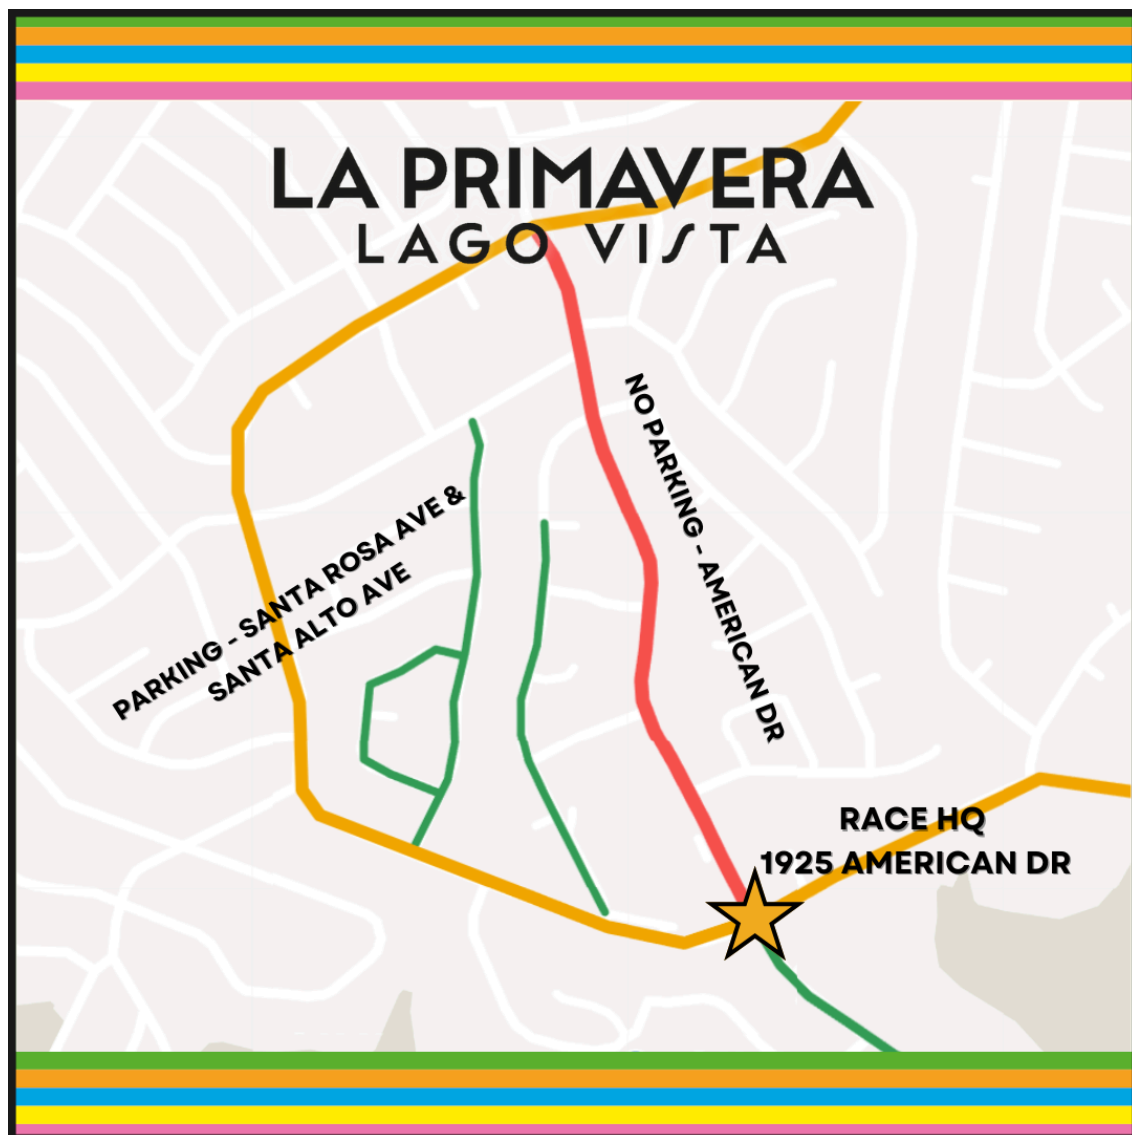 LA PRIMAVERA
LAGO VISTA
NO PARKING - AMERICAN DR
PARKING - SANTA ROSA AVE &
SANTA ALTO AVE
RACE HQ
1925 AMERICAN DR